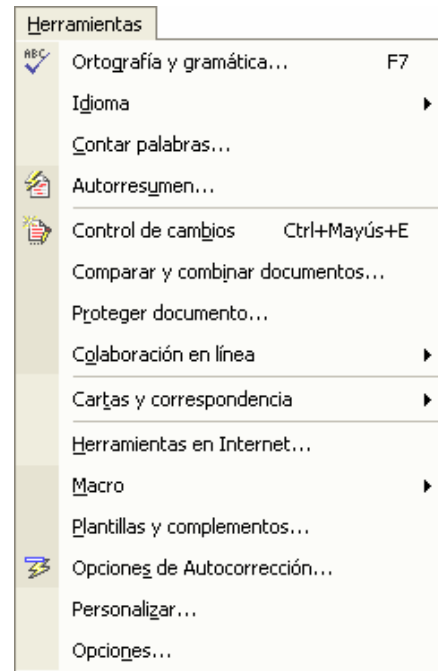 Herramientas
ABC
Ortografía y gramática... F7
Idioma
Contar palabras...
Autorresumen...
Control de cambios Ctrl+Mayús+E
Comparar y combinar documentos...
Proteger documento...
Colaboración en línea
Cartas y correspondencia
Herramientas en Internet...
Macro
Plantillas y complementos...
Opciones de Autocorrección...
Personalizar...
Opciones...